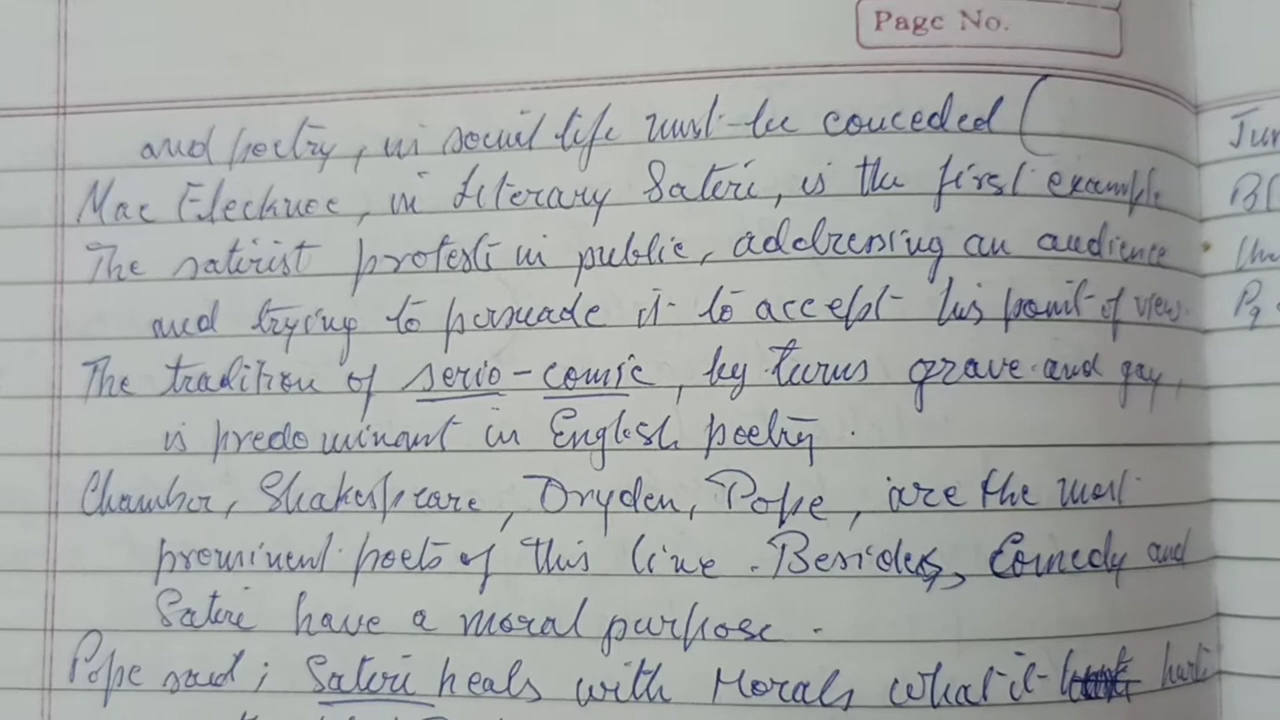 Page No.
and poetry, in social life must be conceded (
Mac Flecknoe, in Literary Satire, is the first example
The satirist protests in public, addressing an audience
and trying to persuade it to accept his point of view.
The tradition of serio-comic, by turns grave and gay,
is predominant in English poetry.
Chamber, Shakespeare, Dryden, Pope, are the most
prominent poets of this line. Besides, Comedy and
Satire have a moral purpose.
Pope said; Satire heals with Morals what it hurts